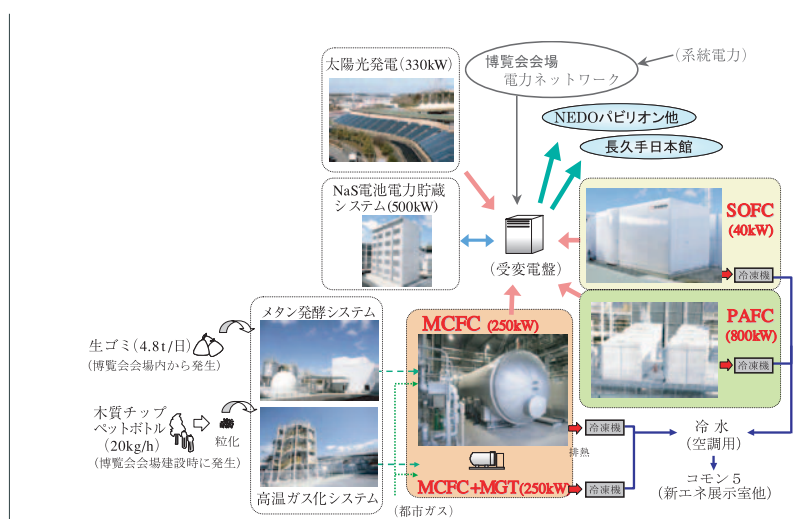 太陽光発電(330kW)
博覧会会場
電力ネットワーク
(系統電力)
NEDOパビリオン他
長久手日本館
NaS電池電力貯蔵
システム(500kW)
(受変電盤)
SOFC
(40kW)
冷凍機
PAFC
(800kW)
冷凍機
メタン発酵システム
MCFC (250kW)
生ゴミ(4.8t/日)
(博覧会会場内から発生)
木質チップ
ペットボトル
(20kg/h)
粒化
(博覧会会場建設時に発生)
高温ガス化システム
(都市ガス)
MCFC+MGT(250kW)
冷凍機
排熱
冷凍機
冷水
(空調用)
コモン5
(新エネ展示室他)